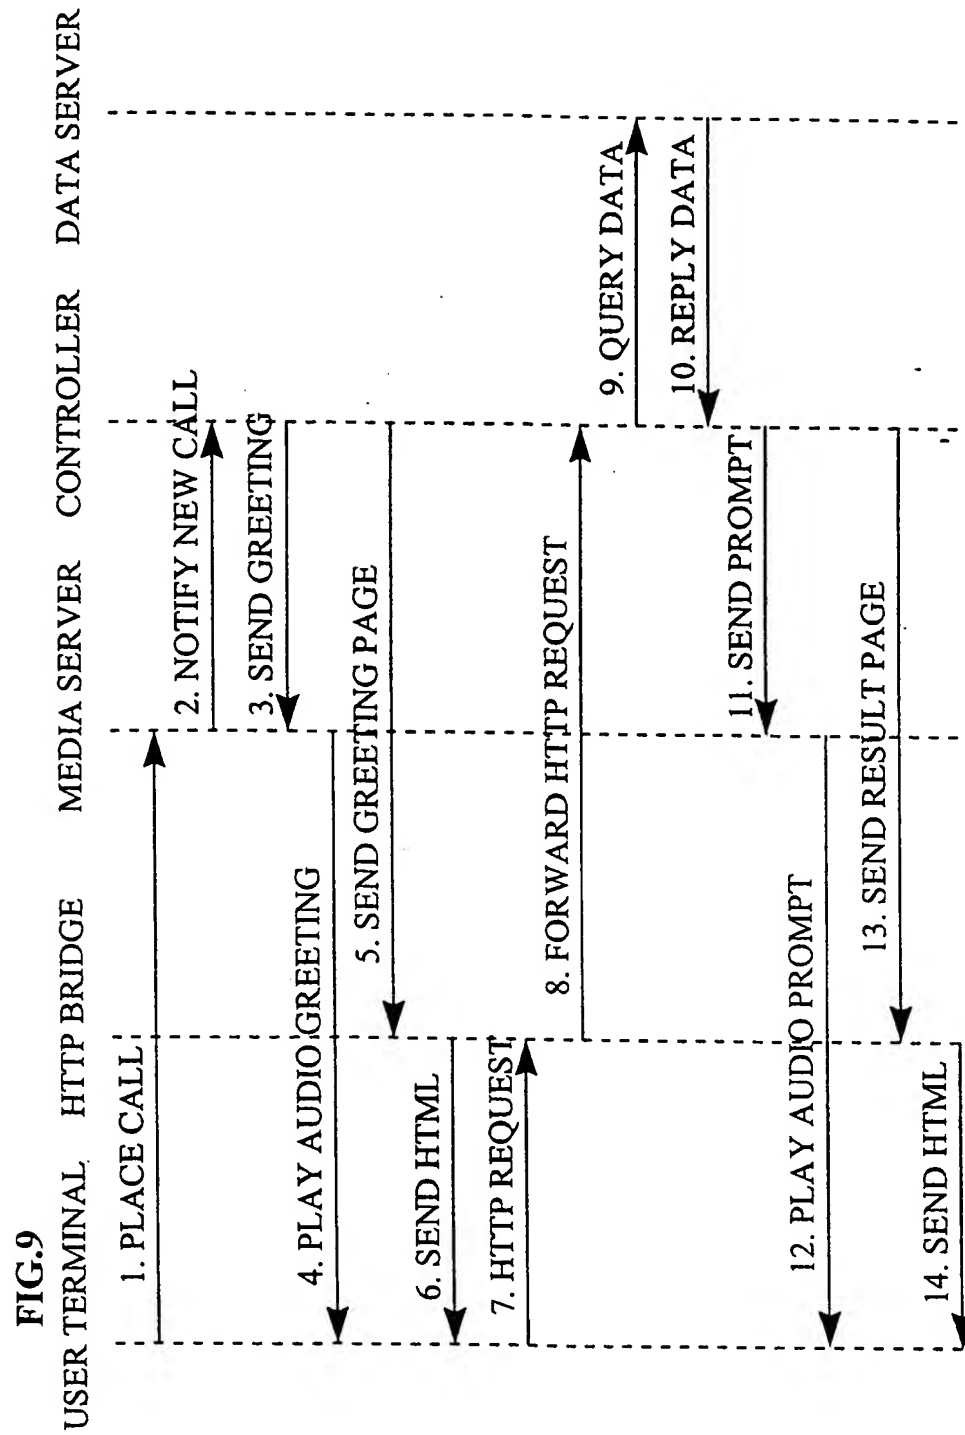 FIG.9
USER TERMINAL HTTP BRIDGE MEDIA SERVER CONTROLLER DATA SERVER
1. PLACE CALL
2. NOTIFY NEW CALL
3. SEND GREETING
4. PLAY AUDIO GREETING
5. SEND GREETING PAGE
6. SEND HTML
7. HTTP REQUEST
8. FORWARD HTTP REQUEST
9. QUERY DATA
10. REPLY DATA
11. SEND PROMPT
12. PLAY AUDIO PROMPT
13. SEND RESULT PAGE
14. SEND HTML